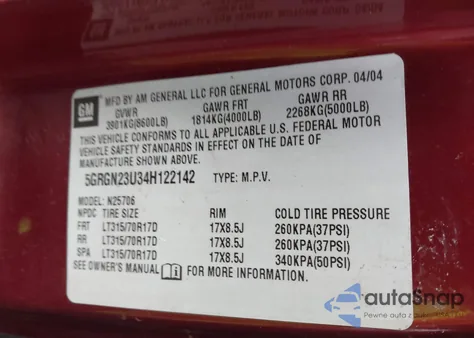 GM
MFD BY AM GENERAL LLC FOR GENERAL MOTORS CORP. 04/04
GVWR GAWR FRT GAWR RR
3901KG(8600LB) 1814KG(4000LB) 2268KG(5000LB)
THIS VEHICLE CONFORMS TO ALL APPLICABLE U.S. FEDERAL MOTOR
VEHICLE SAFETY STANDARDS IN EFFECT ON THE DATE OF
MANUFACTURE SHOWN ABOVE.
5GRGN23U34H122142 TYPE: M.P.V.
MODEL: N25706
NPDC TIRE SIZE RIM COLD TIRE PRESSURE
FRT LT315/70R17D 17X8.5J 260KPA(37PSI)
RR LT315/70R17D 17X8.5J 260KPA(37PSI)
SPA LT315/70R17D 17X8.5J 340KPA(50PSI)
SEE OWNER'S MANUAL i FOR MORE INFORMATION.
autaSnap
Pewne auta z